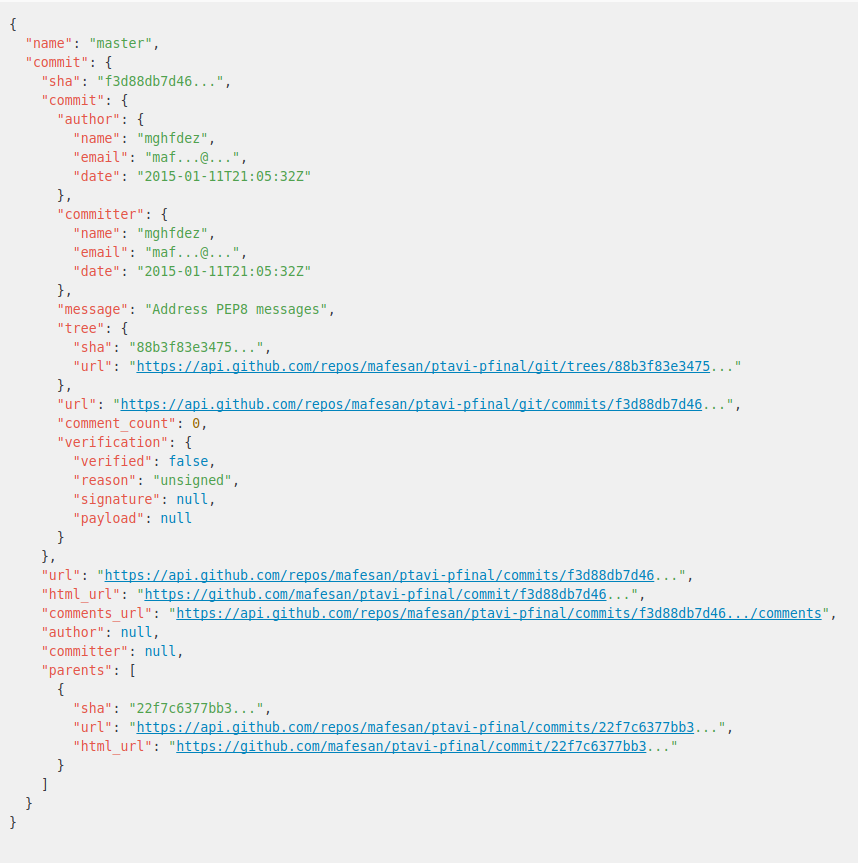 {
  "name": "master",
  "commit": {
    "sha": "f3d88db7d46...",
    "commit": {
      "author": {
        "name": "mghfdez",
        "email": "maf...@...",
        "date": "2015-01-11T21:05:32Z"
      },
      "committer": {
        "name": "mghfdez",
        "email": "maf...@...",
        "date": "2015-01-11T21:05:32Z"
      },
      "message": "Address PEP8 messages",
      "tree": {
        "sha": "88b3f83e3475...",
        "url": "https://api.github.com/repos/mafesan/ptavi-pfinal/git/trees/88b3f83e3475..."
      },
      "url": "https://api.github.com/repos/mafesan/ptavi-pfinal/git/commits/f3d88db7d46...",
      "comment_count": 0,
      "verification": {
        "verified": false,
        "reason": "unsigned",
        "signature": null,
        "payload": null
      }
    },
    "url": "https://api.github.com/repos/mafesan/ptavi-pfinal/commits/f3d88db7d46...",
    "html_url": "https://github.com/mafesan/ptavi-pfinal/commit/f3d88db7d46...",
    "comments_url": "https://api.github.com/repos/mafesan/ptavi-pfinal/commits/f3d88db7d46.../comments",
    "author": null,
    "committer": null,
    "parents": [
      {
        "sha": "22f7c6377bb3...",
        "url": "https://api.github.com/repos/mafesan/ptavi-pfinal/commits/22f7c6377bb3...",
        "html_url": "https://github.com/mafesan/ptavi-pfinal/commit/22f7c6377bb3..."
      }
    ]
  }
}